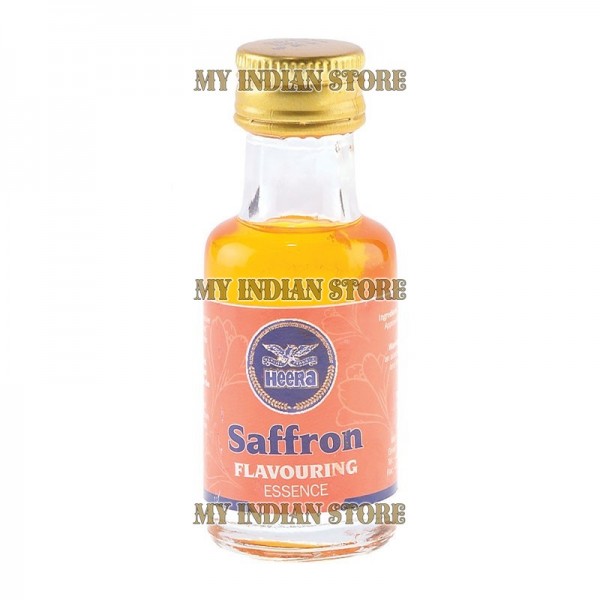 MY INDIAN STORE
MY INDIAN STORE
HEERA
Saffron
FLAVOURING
ESSENCE
MY INDIAN STORE